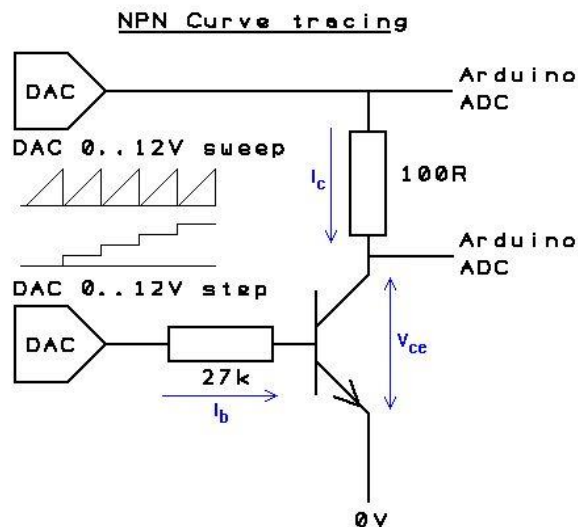 NPN Curve tracing
DAC
Arduino
ADC
DAC 0..12V sweep
Ic
100R
Arduino
ADC
DAC 0..12V step
DAC
Vce
27k
Ib
0V